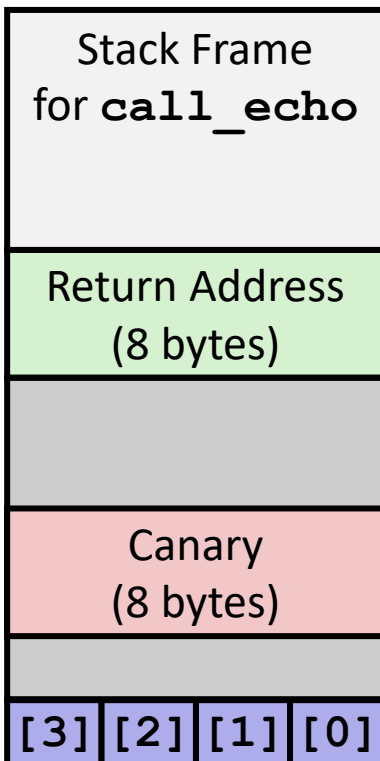 Stack Frame
for call_echo
Return Address
(8 bytes)
Canary
(8 bytes)
[3] [2] [1] [0]